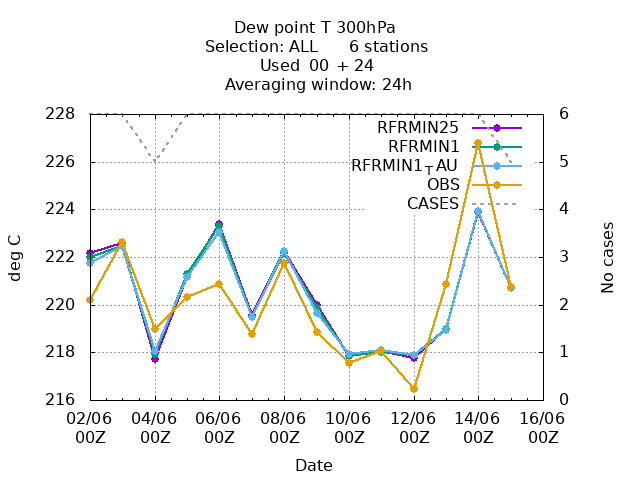 Dew point T 300hPa
Selection: ALL      6 stations
Used  00  + 24
Averaging window: 24h
228
226
224
222
220
218
216
deg C
6
5
4
3
2
1
0
No cases
RFRMIN25
RFRMIN1
RFRMIN1_TAU
OBS
CASES
02/06 04/06 06/06 08/06 10/06 12/06 14/06 16/06
00Z 00Z 00Z 00Z 00Z 00Z 00Z 00Z
Date